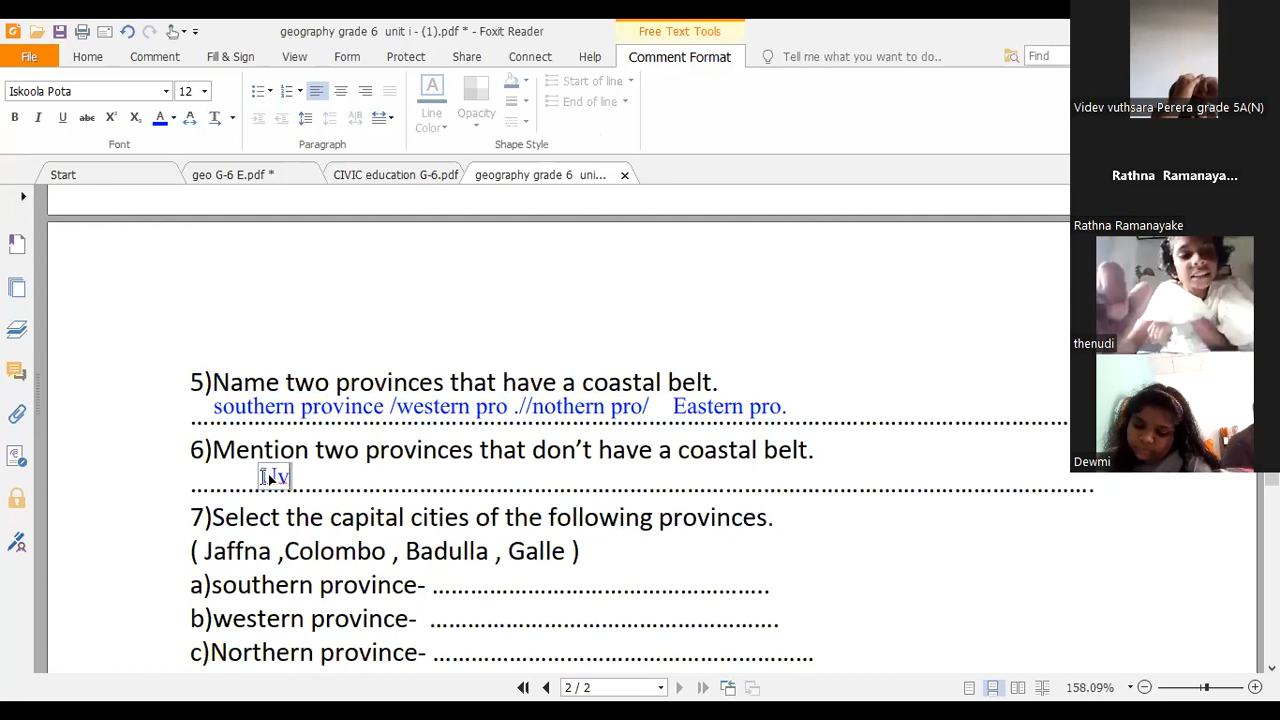 geography grade 6 unit i - (1).pdf * - Foxit Reader
Free Text Tools
File
Home
Comment
Fill & Sign
View
Form
Protect
Share
Connect
Help
Comment Format
Tell me what you want to do..
Find
Iskoola Pota
12
Line Color
Opacity
Start of line
End of line
Font
Paragraph
Shape Style
Start
geo G-6 E.pdf *
CIVIC education G-6.pdf
geography grade 6 uni... 
5)Name two provinces that have a coastal belt.
southern province /western pro .//nothern pro/ Eastern pro.
6)Mention two provinces that don’t have a coastal belt.
Uv
7)Select the capital cities of the following provinces.
( Jaffna ,Colombo , Badulla , Galle )
a)southern province- ……………………………………………..
b)western province- ……………………………………………….
c)Northern province- ……………………………………………………
2 / 2
158.09%
Videv vuthsara Perera grade 5A(N)
Rathna Ramanaya...
Rathna Ramanayake
thenudi
Dewmi